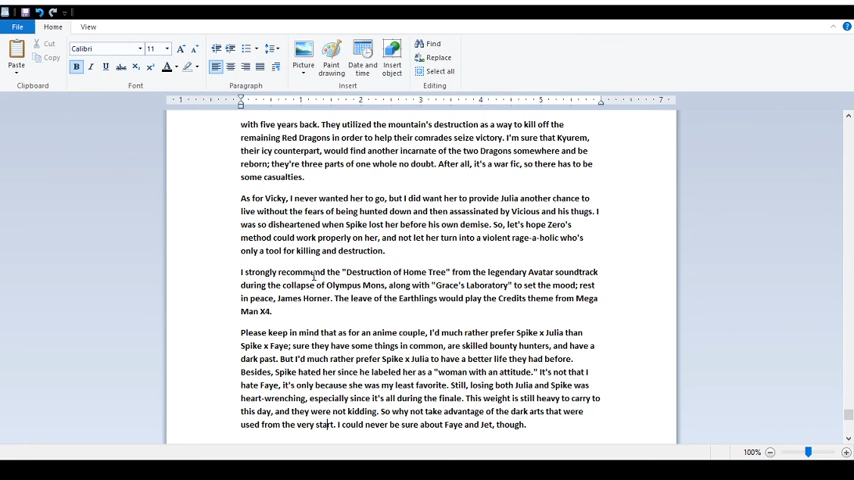 File Home View
Cut
Copy
Paste
Clipboard
Calibri 11
B I U abc X₂ X² A
Font
Paragraph
Picture Paint drawing Date and time Insert object
Insert
Find
Replace
Select all
Editing
1 1 2 3 4 5 7
with five years back. They utilized the mountain's destruction as a way to kill off the
remaining Red Dragons in order to help their comrades seize victory. I'm sure that Kyurem,
their icy counterpart, would find another incarnate of the two Dragons somewhere and be
reborn; they're three parts of one whole no doubt. After all, it's a war fic, so there has to be
some casualties.
As for Vicky, I never wanted her to go, but I did want her to provide Julia another chance to
live without the fears of being hunted down and then assassinated by Vicious and his thugs. I
was so disheartened when Spike lost her before his own demise. So, let's hope Zero's
method could work properly on her, and not let her turn into a violent rage-a-holic who's
only a tool for killing and destruction.
I strongly recommend the "Destruction of Home Tree" from the legendary Avatar soundtrack
during the collapse of Olympus Mons, along with "Grace's Laboratory" to set the mood; rest
in peace, James Horner. The leave of the Earthlings would play the Credits theme from Mega
Man X4.
Please keep in mind that as for an anime couple, I'd much rather prefer Spike x Julia than
Spike x Faye; sure they have some things in common, are skilled bounty hunters, and have a
dark past. But I'd much rather prefer Spike x Julia to have a better life they had before.
Besides, Spike hated her since he labeled her as a "woman with an attitude." It's not that I
hate Faye, it's only because she was my least favorite. Still, losing both Julia and Spike was
heart-wrenching, especially since it's all during the finale. This weight is still heavy to carry to
this day, and they were not kidding. So why not take advantage of the dark arts that were
used from the very start. I could never be sure about Faye and Jet, though.
100%